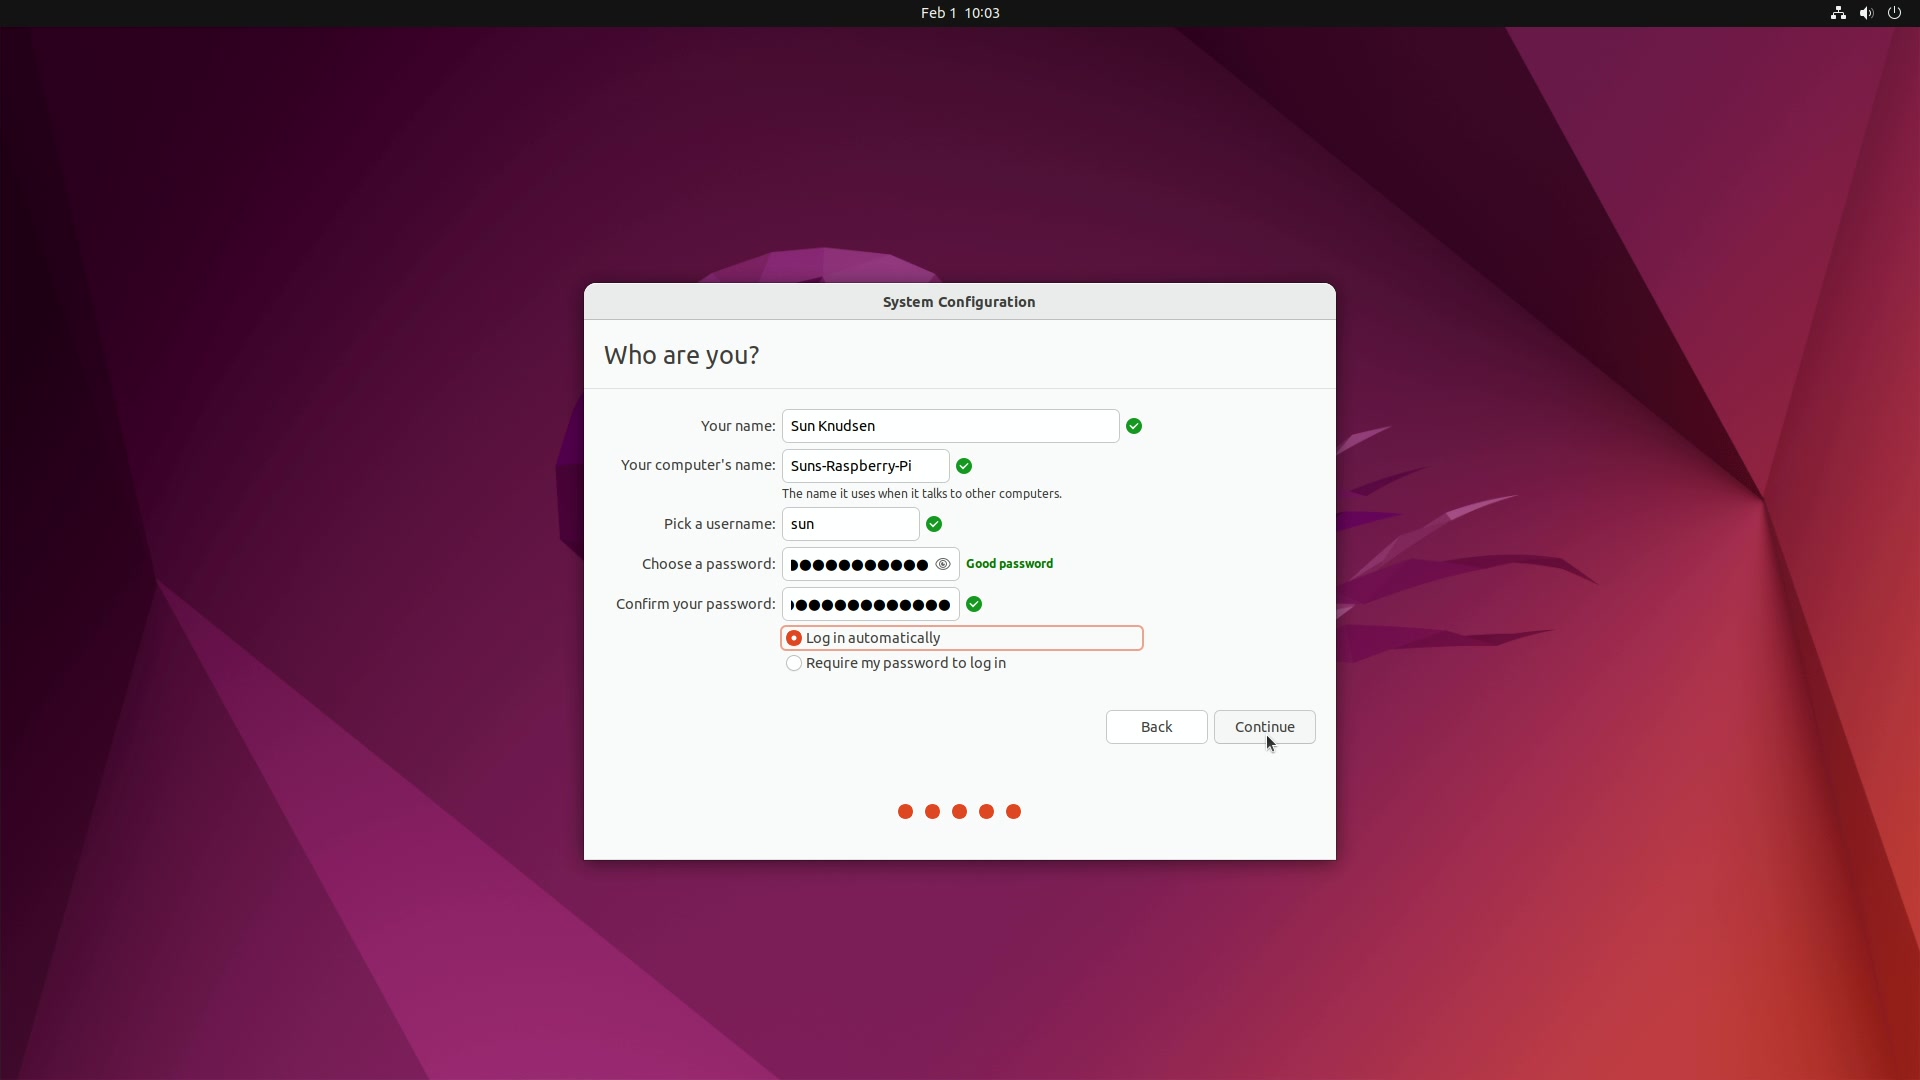 Feb 1 10:03
System Configuration
Who are you?
Your name: Sun Knudsen
Your computer's name: Suns-Raspberry-Pi
The name it uses when it talks to other computers.
Pick a username: sun
Choose a password: ●●●●●●●●●●● Good password
Confirm your password: ●●●●●●●●●●●●●
Log in automatically
Require my password to log in
Back Continue